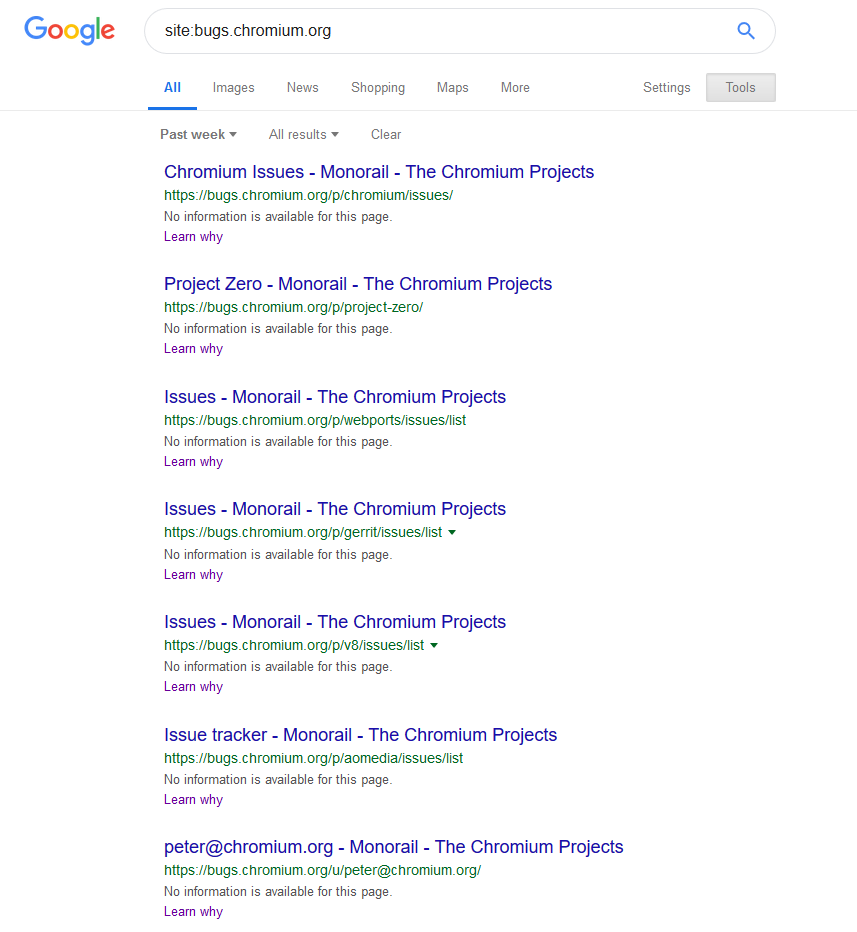 Google
site:bugs.chromium.org
All Images News Shopping Maps More Settings Tools
Past week All results Clear
Chromium Issues - Monorail - The Chromium Projects
https://bugs.chromium.org/p/chromium/issues/
No information is available for this page.
Learn why
Project Zero - Monorail - The Chromium Projects
https://bugs.chromium.org/p/project-zero/
No information is available for this page.
Learn why
Issues - Monorail - The Chromium Projects
https://bugs.chromium.org/p/webports/issues/list
No information is available for this page.
Learn why
Issues - Monorail - The Chromium Projects
https://bugs.chromium.org/p/gerrit/issues/list
No information is available for this page.
Learn why
Issues - Monorail - The Chromium Projects
https://bugs.chromium.org/p/v8/issues/list
No information is available for this page.
Learn why
Issue tracker - Monorail - The Chromium Projects
https://bugs.chromium.org/p/aomedia/issues/list
No information is available for this page.
Learn why
peter@chromium.org - Monorail - The Chromium Projects
https://bugs.chromium.org/u/peter@chromium.org/
No information is available for this page.
Learn why